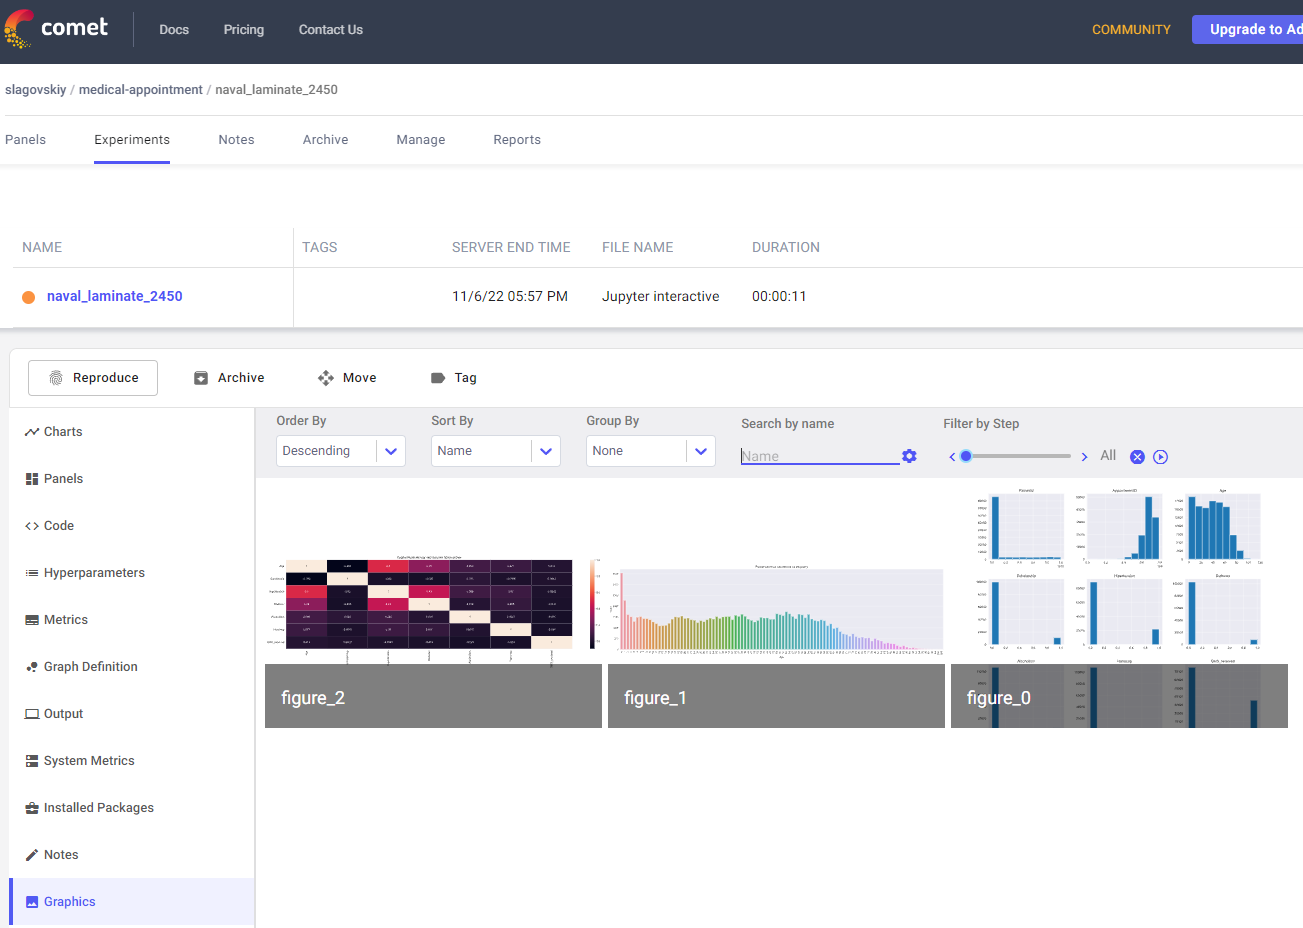 comet
Docs
Pricing
Contact Us
COMMUNITY
Upgrade to Ad
slagovskiy / medical-appointment / naval_laminate_2450
Panels
Experiments
Notes
Archive
Manage
Reports
NAME
TAGS
SERVER END TIME
FILE NAME
DURATION
naval_laminate_2450
11/6/22 05:57 PM
Jupyter interactive
00:00:11
Reproduce
Archive
Move
Tag
Charts
Panels
Code
Hyperparameters
Metrics
Graph Definition
Output
System Metrics
Installed Packages
Notes
Graphics
Order By
Descending
Sort By
Name
Group By
None
Search by name
Name
Filter by Step
All
figure_2
figure_1
Age
figure_0